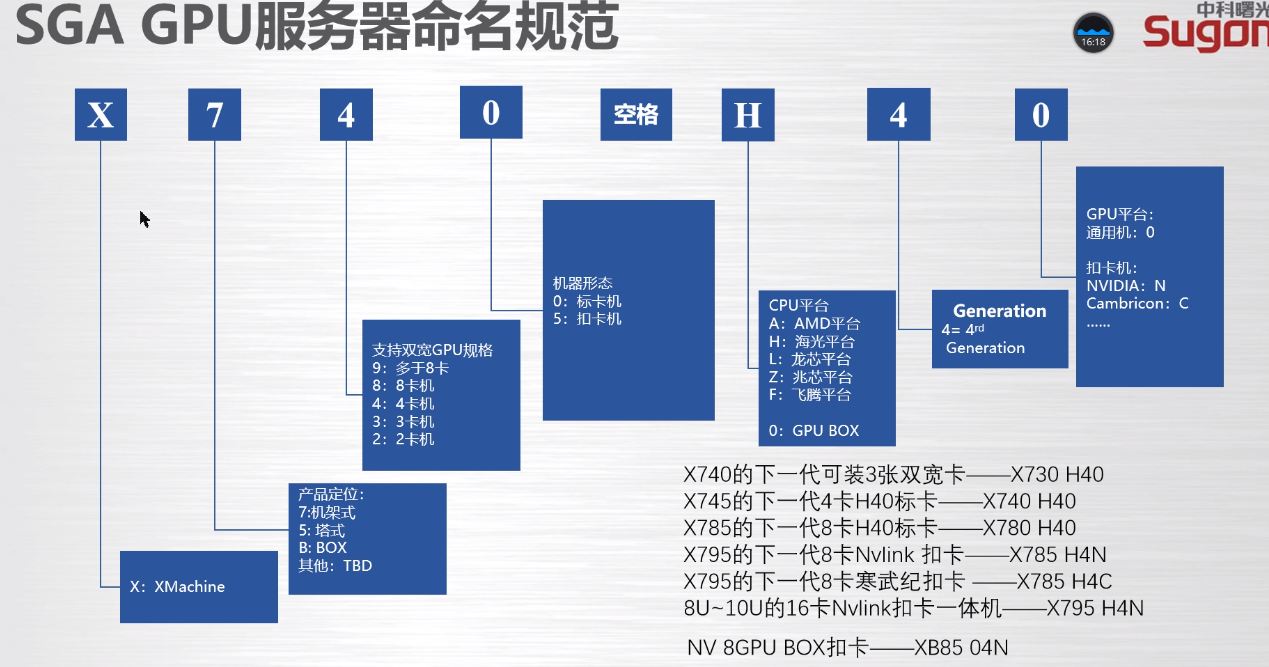 SGA GPU服务器命名规范
16:18
中科曙光
Sugon
X
7
4
0
空格
H
4
0
X：XMachine
产品定位：
7:机架式
5: 塔式
B: BOX
其他：TBD
支持双宽GPU规格
9：多于8卡
8：8卡机
4：4卡机
3：3卡机
2：2卡机
机器形态
0：标卡机
5：扣卡机
CPU平台
A：AMD平台
H：海光平台
L：龙芯平台
Z：兆芯平台
F：飞腾平台
0：GPU BOX
Generation
4= 4rd
Generation
GPU平台：
通用机：0
扣卡机：
NVIDIA：N
Cambricon：C
......
X740的下一代可装3张双宽卡——X730 H40
X745的下一代4卡H40标卡——X740 H40
X785的下一代8卡H40标卡——X780 H40
X795的下一代8卡Nvlink 扣卡——X785 H4N
X795的下一代8卡寒武纪扣卡 ——X785 H4C
8U~10U的16卡Nvlink扣卡一体机——X795 H4N
NV 8GPU BOX扣卡——XB85 04N